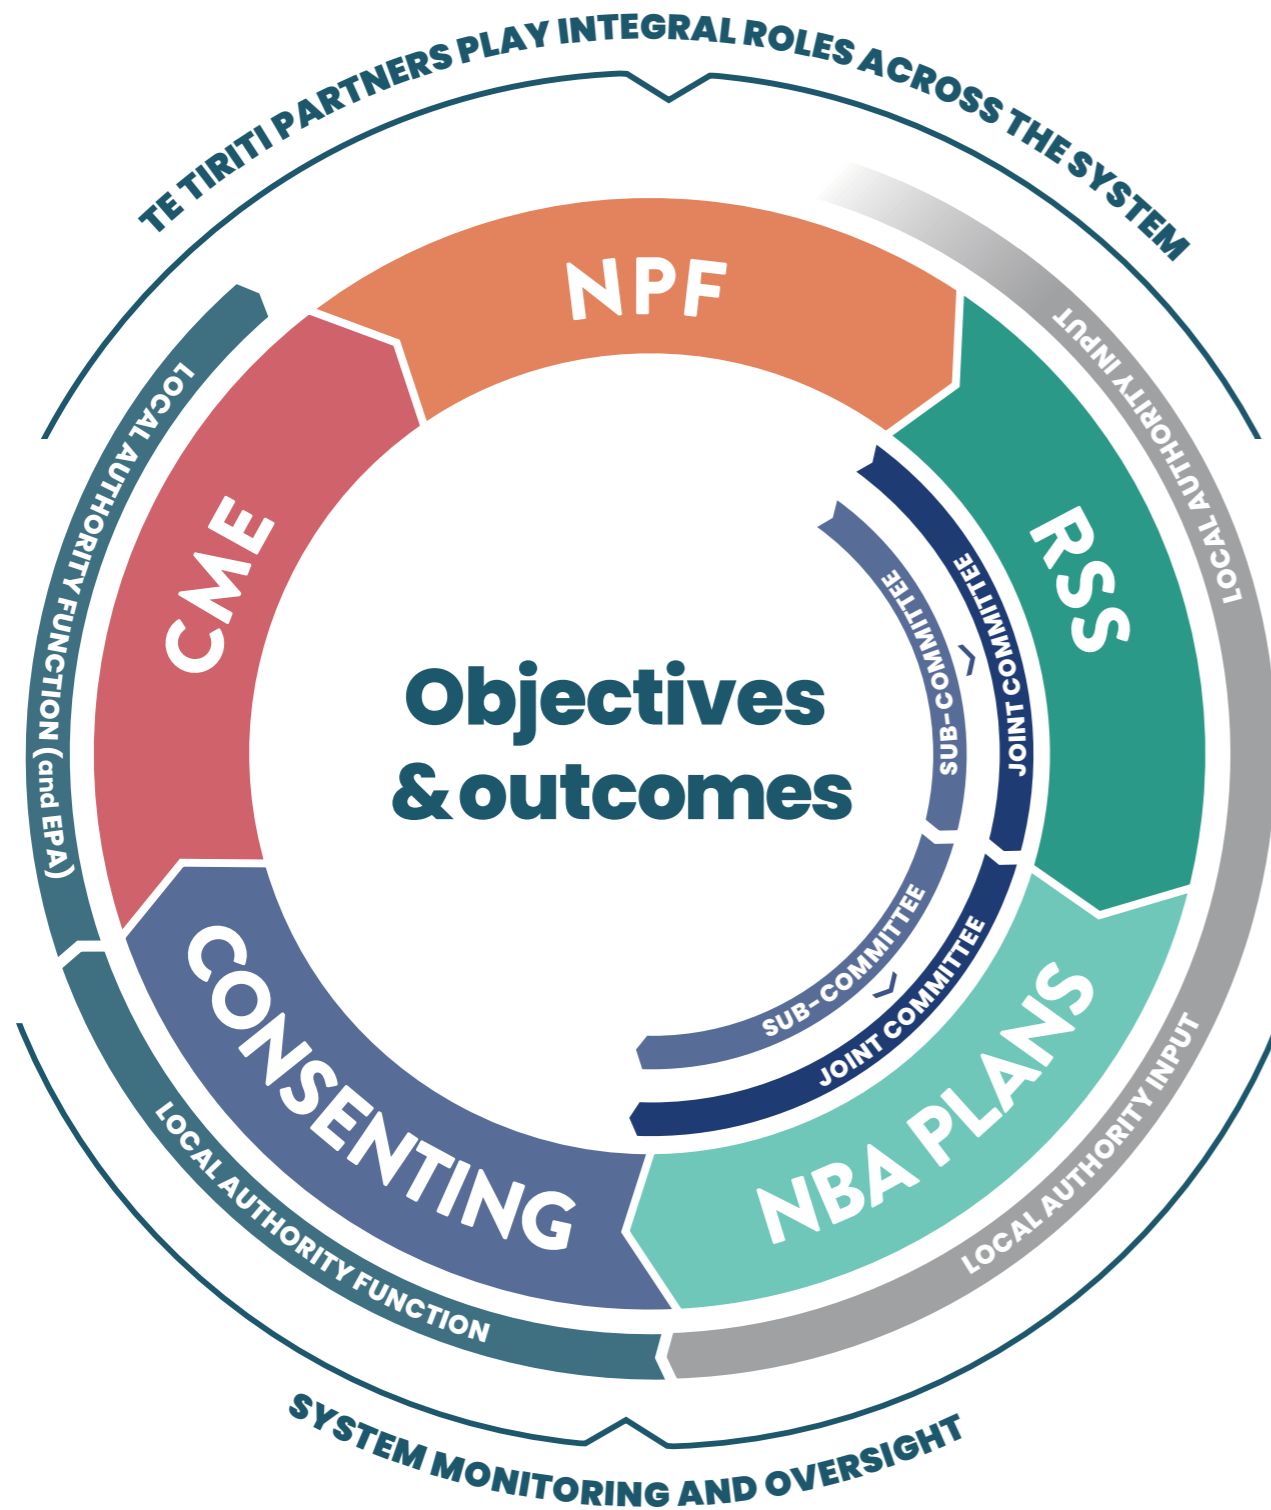 TE TIRITI PARTNERS PLAY INTEGRAL ROLES ACROSS THE SYSTEM
NPF
LOCAL AUTHORITY INPUT
RSS
JOINT COMMITTEE
SUB-COMMITTEE
LOCAL AUTHORITY FUNCTION (and EPA)
CME
Objectives
& outcomes
SUB-COMMITTEE
JOINT COMMITTEE
NBA PLANS
LOCAL AUTHORITY INPUT
CONSENTING
LOCAL AUTHORITY FUNCTION
SYSTEM MONITORING AND OVERSIGHT